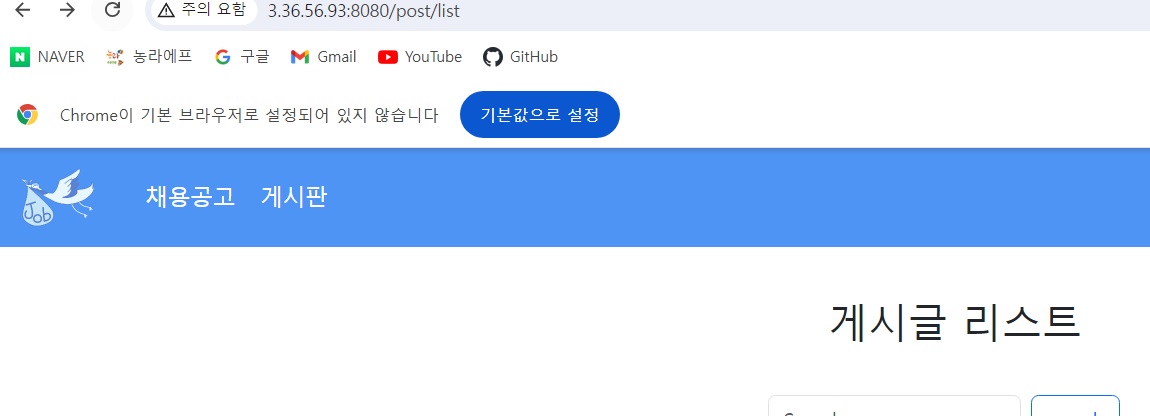 주의 요함 3.36.56.93:8080/post/list
NAVER 농라에프 구글 Gmail YouTube GitHub
Chrome이 기본 브라우저로 설정되어 있지 않습니다 기본값으로 설정
Job 채용공고 게시판
게시글 리스트